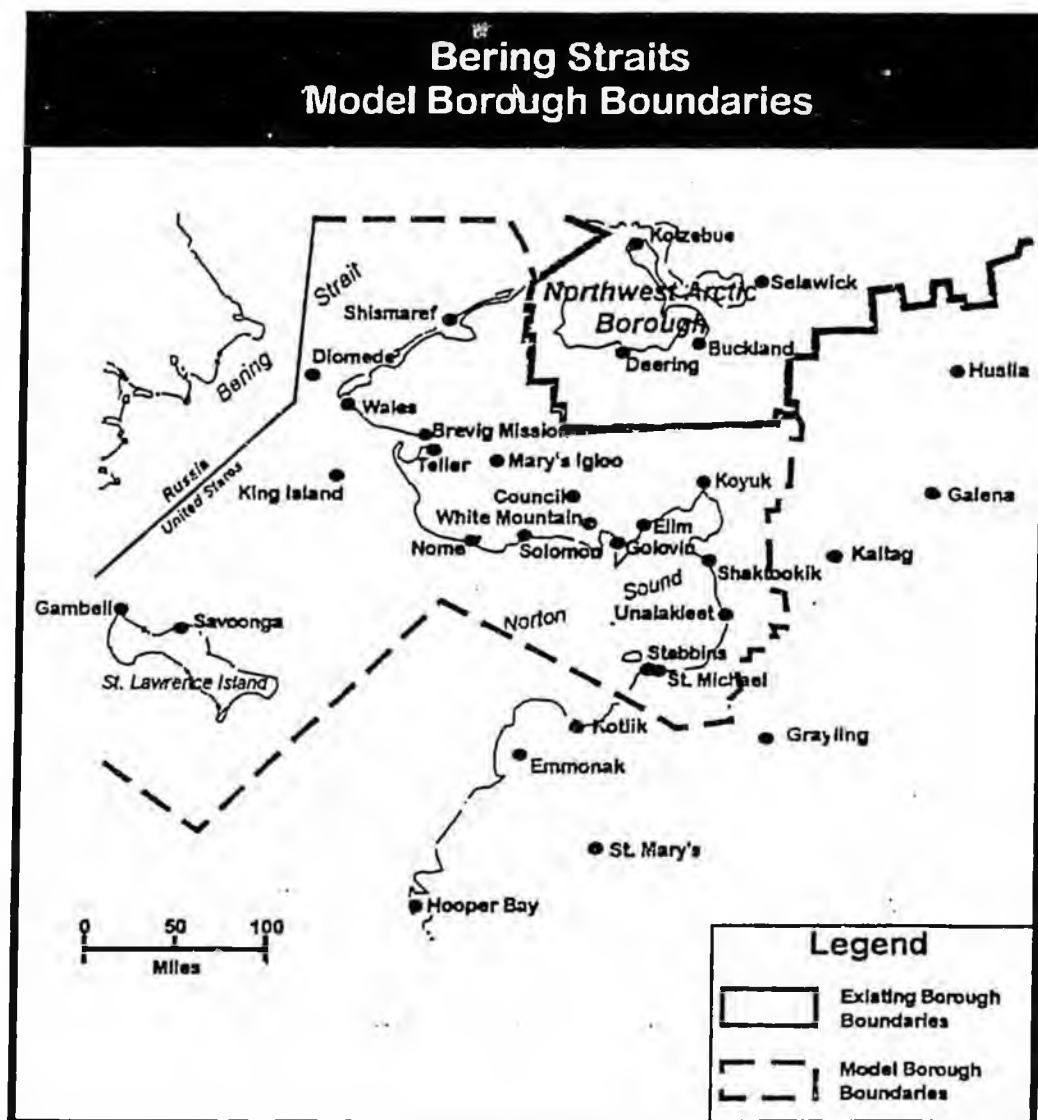 Bering Straits
Model Borough Boundaries
Kotzebue
Strait
Selawick
Northwest Arctic
Borough
Shismaref
Diomede
Buckland
Deering
Huslia
Bering
Wales
Brevig Mission
Teller
Mary's Igloo
Russia
United States
King Island
Koyuk
Galena
Council
White Mountain
Elim
Nome
Solomon
Golovin
Kaltag
Shaktookik
Sound
Gambell
Norton
Unalakleet
Savoonga
Stebbins
St. Lawrence Island
St. Michael
Kotlik
Grayling
Emmonak
St. Mary's
Hooper Bay
0 50 100
Miles
Legend
Existing Borough
Boundaries
Model Borough
Boundaries